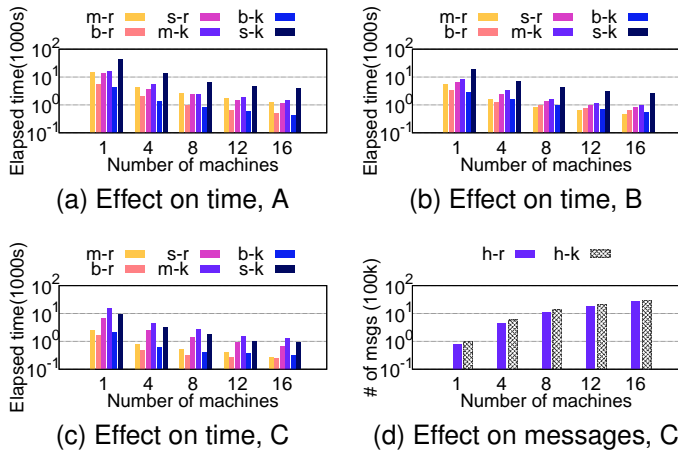 m-r s-r b-k
b-r m-k s-k
Elapsed time(1000s)
10^2
10^1
10^0
10^-1
1 4 8 12 16
Number of machines
(a) Effect on time, A
m-r s-r b-k
b-r m-k s-k
Elapsed time(1000s)
10^2
10^1
10^0
10^-1
1 4 8 12 16
Number of machines
(b) Effect on time, B
m-r s-r b-k
b-r m-k s-k
Elapsed time(1000s)
10^2
10^1
10^0
10^-1
1 4 8 12 16
Number of machines
(c) Effect on time, C
h-r h-k
# of msgs (100k)
10^2
10^1
10^0
10^-1
1 4 8 12 16
Number of machines
(d) Effect on messages, C